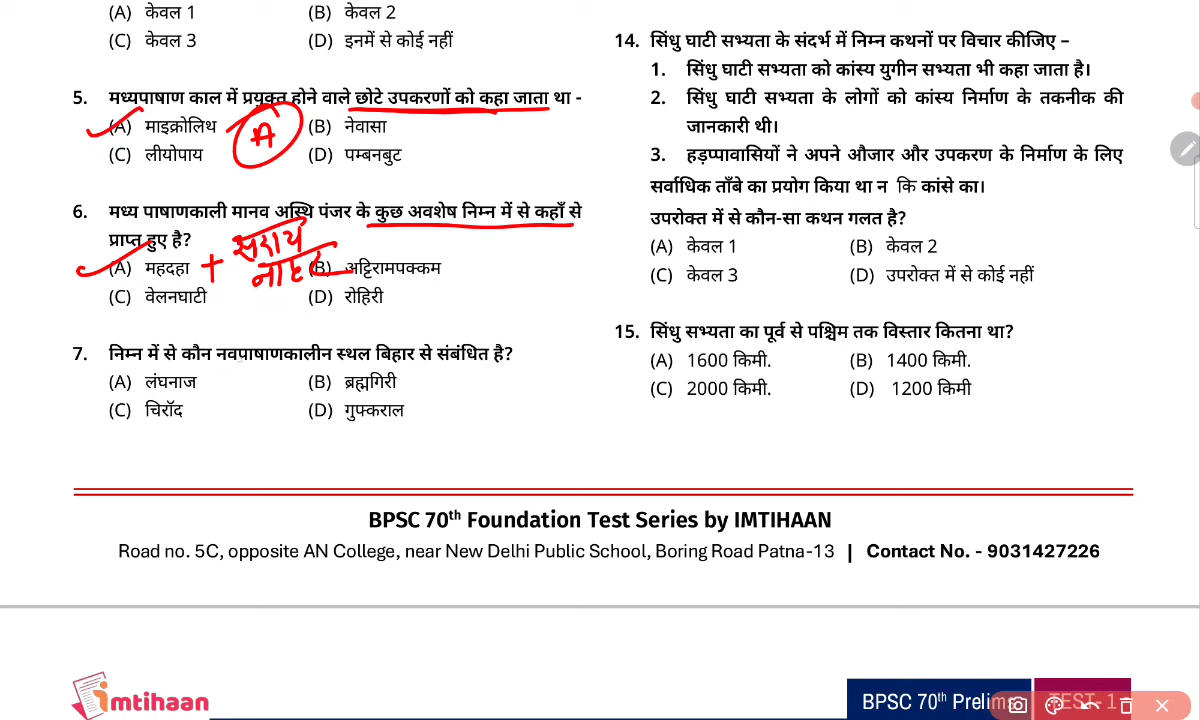 (A) केवल 1 (B) केवल 2
(C) केवल 3 (D) इनमें से कोई नहीं
5. मध्यपाषाण काल में प्रयुक्त होने वाले छोटे उपकरणों को कहा जाता था -
(A) माइक्रोलिथ (B) नेवासा
A
(C) लीयोपाय (D) पम्बनबुट
6. मध्य पाषाणकाली मानव अस्थि पंजर के कुछ अवशेष निम्न में से कहाँ से
प्राप्त हुए है?
(A) महदहा (B) अट्टिरामपक्कम
+ सराय
नाहर
(C) वेलनघाटी (D) रोहिरी
7. निम्न में से कौन नवपाषाणकालीन स्थल बिहार से संबंधित है?
(A) लंघनाज (B) ब्रह्मगिरी
(C) चिरॉद (D) गुफ्कराल
14. सिंधु घाटी सभ्यता के संदर्भ में निम्न कथनों पर विचार कीजिए –
1. सिंधु घाटी सभ्यता को कांस्य युगीन सभ्यता भी कहा जाता है।
2. सिंधु घाटी सभ्यता के लोगों को कांस्य निर्माण के तकनीक की
जानकारी थी।
3. हड़प्पावासियों ने अपने औजार और उपकरण के निर्माण के लिए
सर्वाधिक ताँबे का प्रयोग किया था न कि कांसे का।
उपरोक्त में से कौन-सा कथन गलत है?
(A) केवल 1 (B) केवल 2
(C) केवल 3 (D) उपरोक्त में से कोई नहीं
15. सिंधु सभ्यता का पूर्व से पश्चिम तक विस्तार कितना था?
(A) 1600 किमी. (B) 1400 किमी.
(C) 2000 किमी. (D) 1200 किमी
BPSC 70th Foundation Test Series by IMTIHAAN
Road no. 5C, opposite AN College, near New Delhi Public School, Boring Road Patna-13 | Contact No. - 9031427226
imtihaan
BPSC 70th Prelims TEST- 1